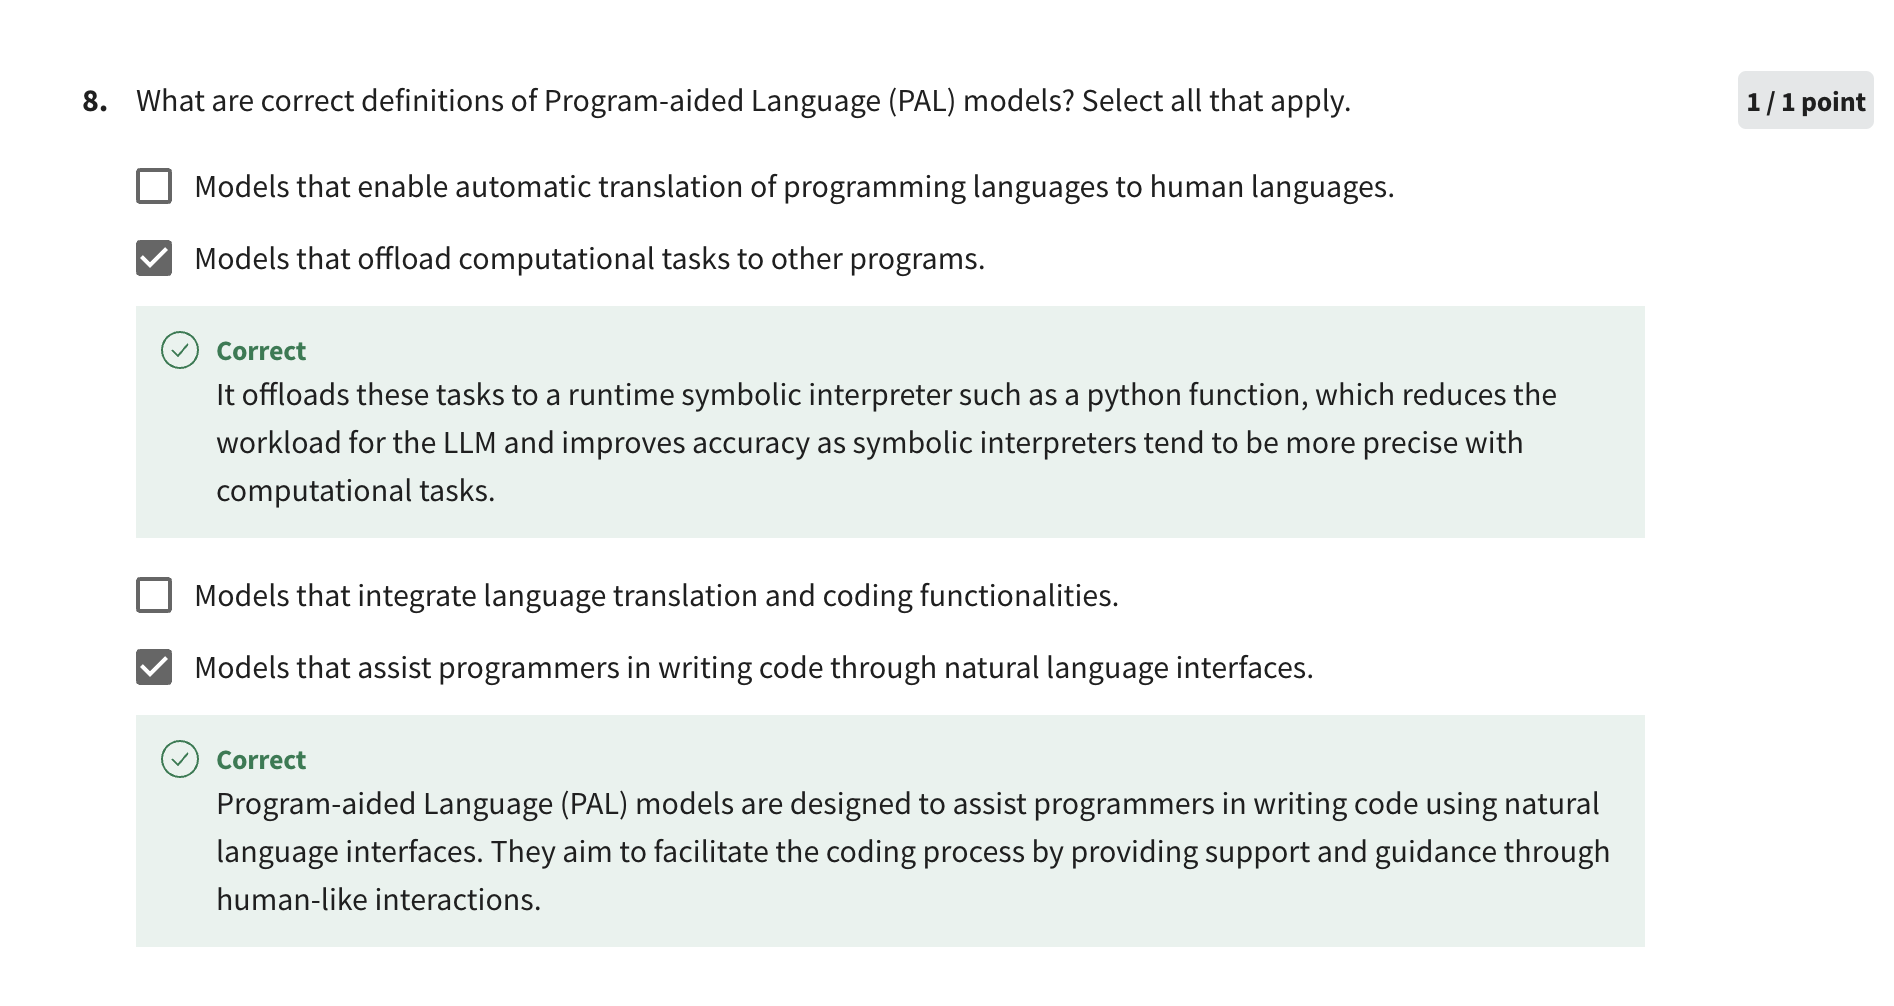 8. What are correct definitions of Program-aided Language (PAL) models? Select all that apply.
1 / 1 point
Models that enable automatic translation of programming languages to human languages.
Models that offload computational tasks to other programs.
Correct
It offloads these tasks to a runtime symbolic interpreter such as a python function, which reduces the
workload for the LLM and improves accuracy as symbolic interpreters tend to be more precise with
computational tasks.
Models that integrate language translation and coding functionalities.
Models that assist programmers in writing code through natural language interfaces.
Correct
Program-aided Language (PAL) models are designed to assist programmers in writing code using natural
language interfaces. They aim to facilitate the coding process by providing support and guidance through
human-like interactions.